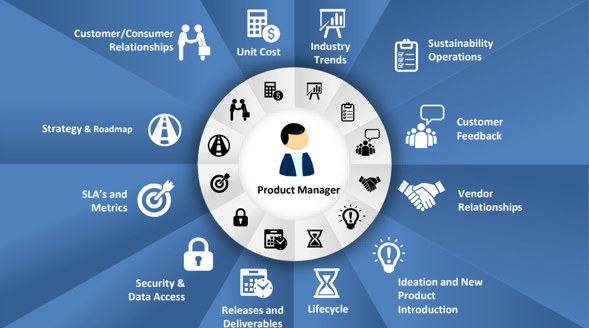 Customer/Consumer
Relationships
Unit Cost
Industry
Trends
Sustainability
Operations
Strategy & Roadmap
Customer
Feedback
Product Manager
SLA's and
Metrics
Vendor
Relationships
Security &
Data Access
Releases and
Deliverables
Lifecycle
Ideation and New
Product
Introduction